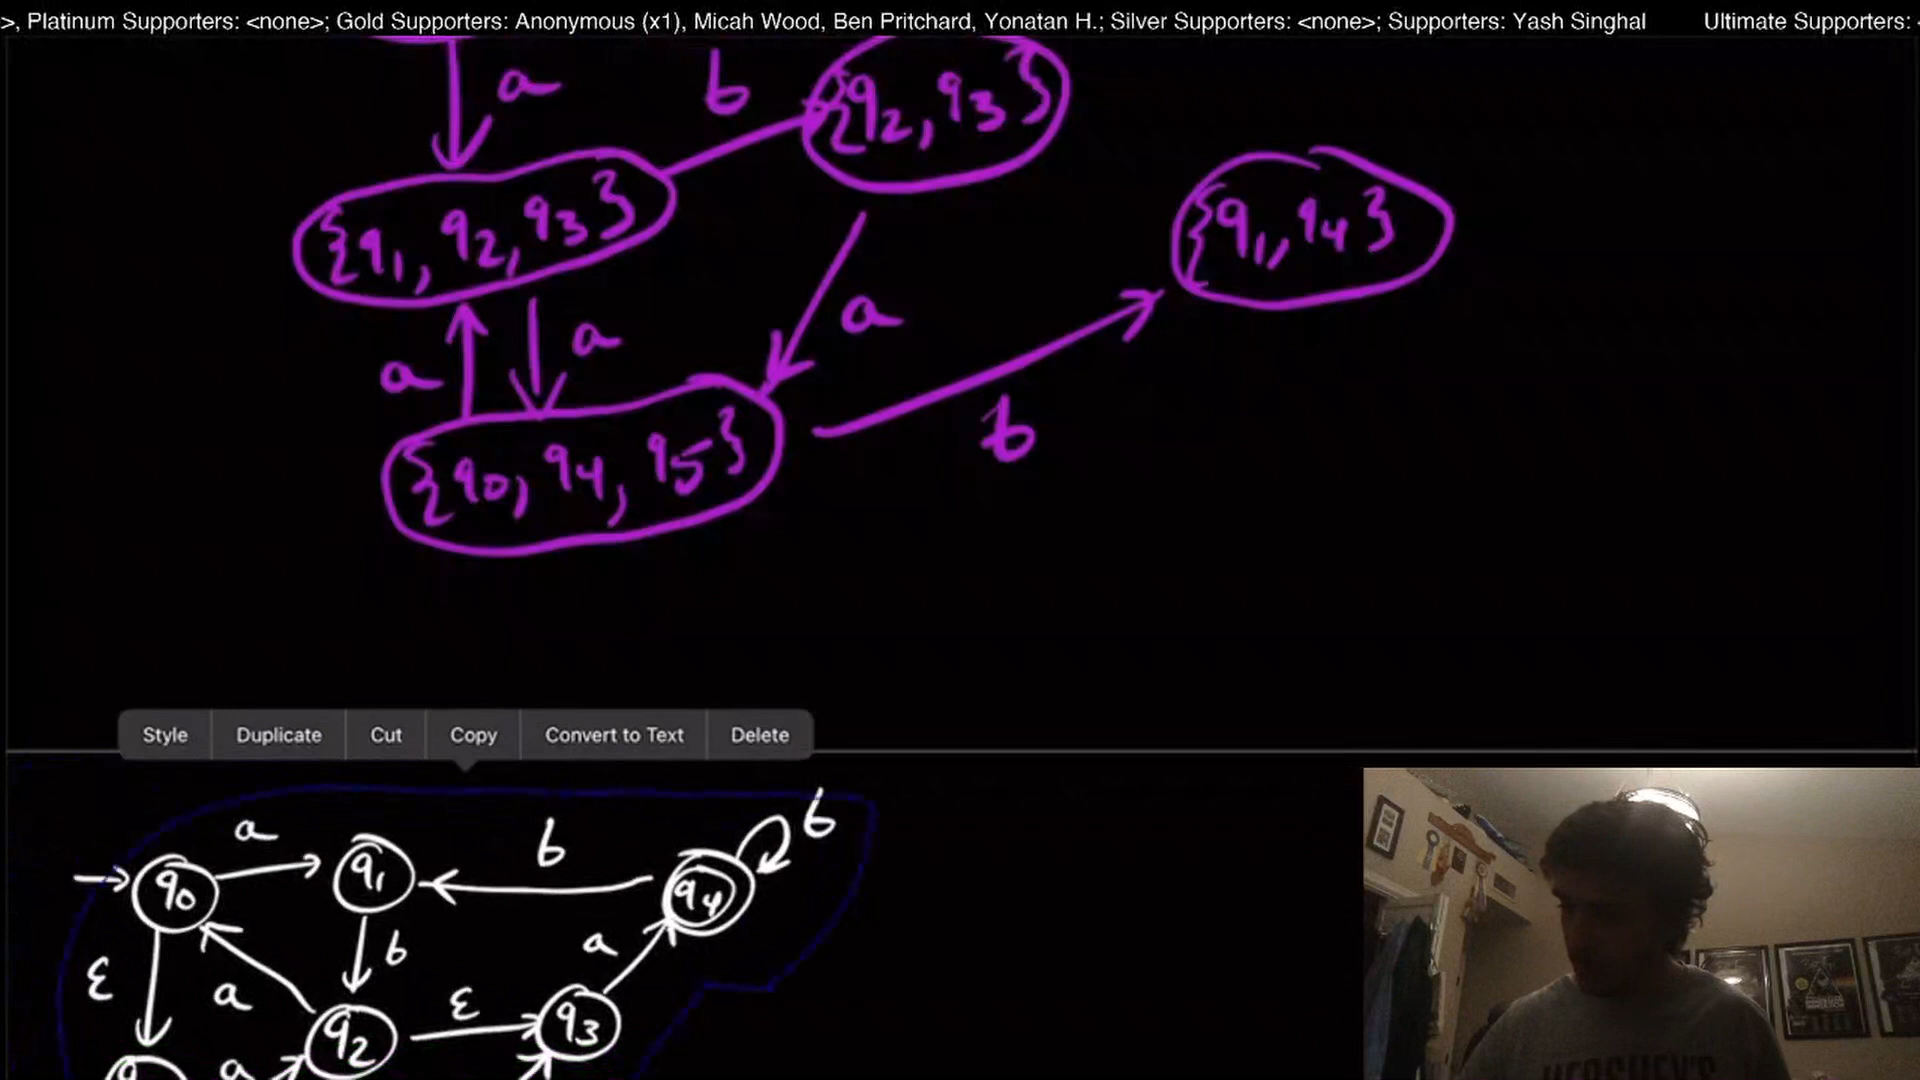 >, Platinum Supporters: <none>; Gold Supporters: Anonymous (x1), Micah Wood, Ben Pritchard, Yonatan H.; Silver Supporters: <none>; Supporters: Yash Singhal Ultimate Supporters:
a
b
{q2, q3}
{q1, q2, q3}
{q1, q4}
a
a
a
{q0, q4, q5}
b
Style Duplicate Cut Copy Convert to Text Delete
a
b
b
q0
q1
q4
ε
a
b
a
ε
q2
q3
a
HERSHEY'S